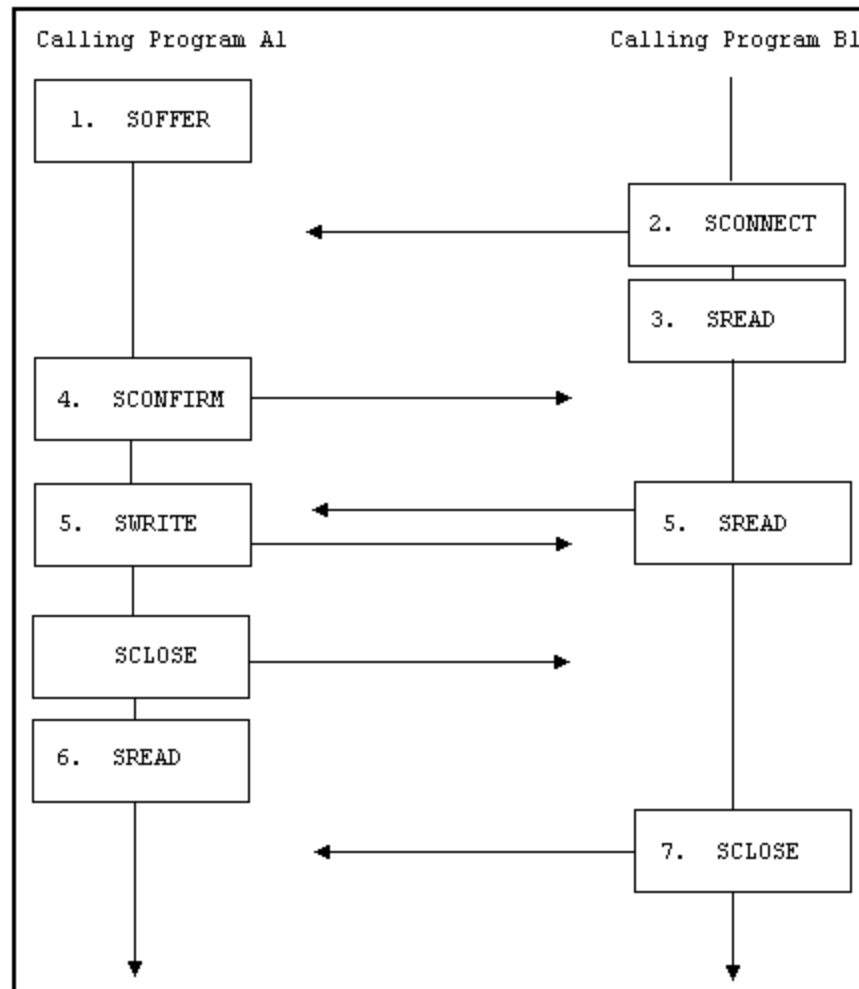 Calling Program A1
Calling Program B1
1. SOFFER
2. SCONNECT
3. SREAD
4. SCONFIRM
5. SWRITE
5. SREAD
SCLOSE
6. SREAD
7. SCLOSE